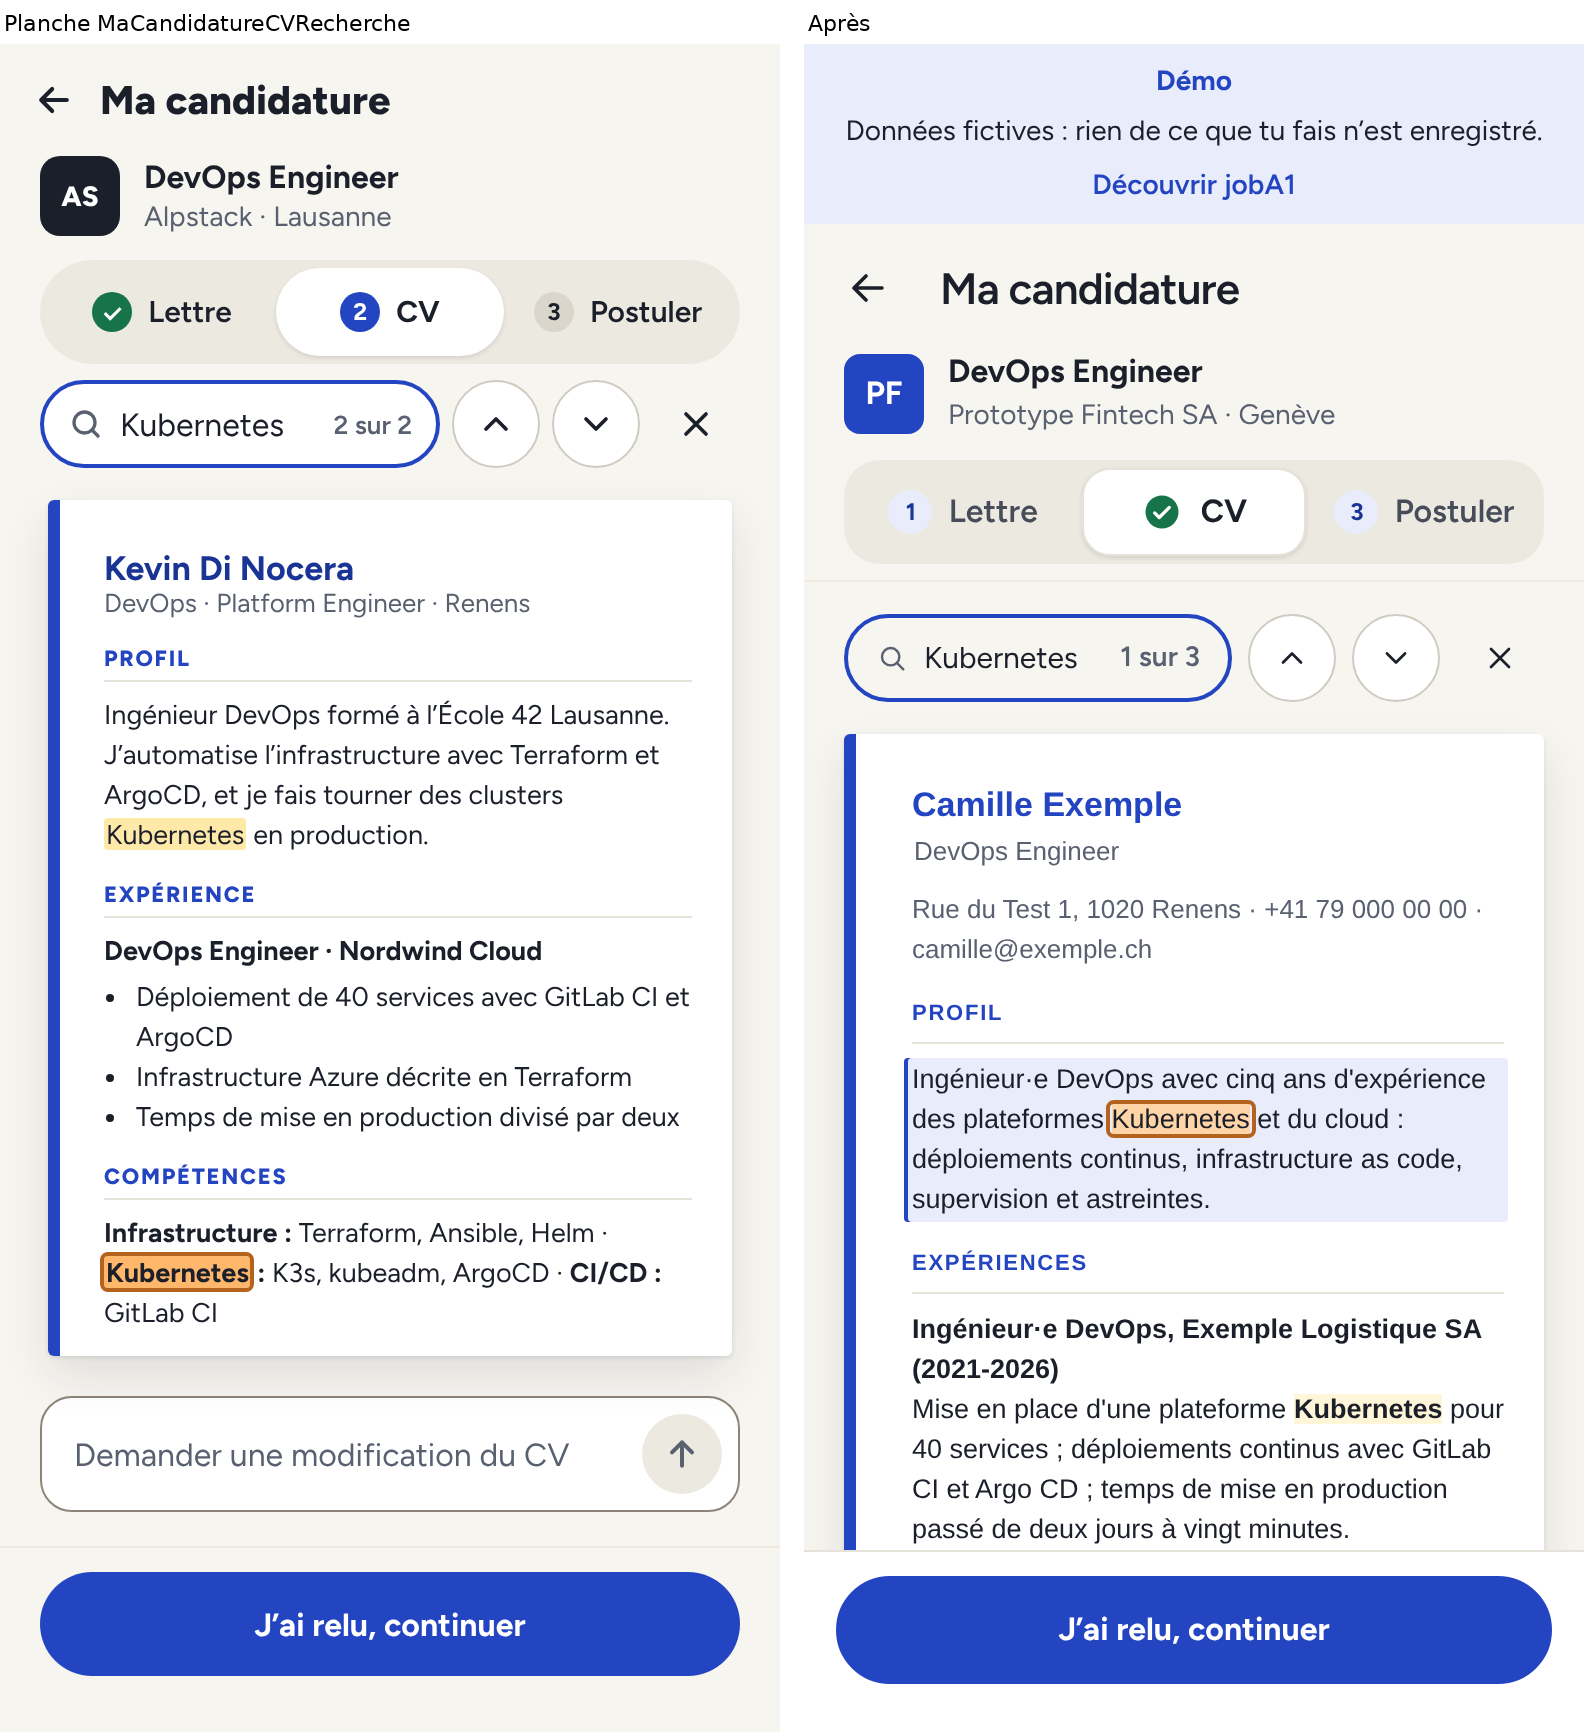 Planche MaCandidatureCVRecherche
Ma candidature
AS
DevOps Engineer
Alpstack · Lausanne
Lettre
2 CV
3 Postuler
Kubernetes 2 sur 2
Kevin Di Nocera
DevOps · Platform Engineer · Renens
PROFIL
Ingénieur DevOps formé à l’École 42 Lausanne.
J’automatise l’infrastructure avec Terraform et
ArgoCD, et je fais tourner des clusters
Kubernetes en production.
EXPÉRIENCE
DevOps Engineer · Nordwind Cloud
• Déploiement de 40 services avec GitLab CI et
ArgoCD
• Infrastructure Azure décrite en Terraform
• Temps de mise en production divisé par deux
COMPÉTENCES
Infrastructure : Terraform, Ansible, Helm ·
Kubernetes : K3s, kubeadm, ArgoCD · CI/CD :
GitLab CI
Demander une modification du CV
J’ai relu, continuer
Après
Démo
Données fictives : rien de ce que tu fais n’est enregistré.
Découvrir jobA1
Ma candidature
PF
DevOps Engineer
Prototype Fintech SA · Genève
1 Lettre
CV
3 Postuler
Kubernetes 1 sur 3
Camille Exemple
DevOps Engineer
Rue du Test 1, 1020 Renens · +41 79 000 00 00 ·
camille@exemple.ch
PROFIL
Ingénieur·e DevOps avec cinq ans d'expérience
des plateformes Kubernetes et du cloud :
déploiements continus, infrastructure as code,
supervision et astreintes.
EXPÉRIENCES
Ingénieur·e DevOps, Exemple Logistique SA
(2021-2026)
Mise en place d'une plateforme Kubernetes pour
40 services ; déploiements continus avec GitLab
CI et Argo CD ; temps de mise en production
passé de deux jours à vingt minutes.
J’ai relu, continuer